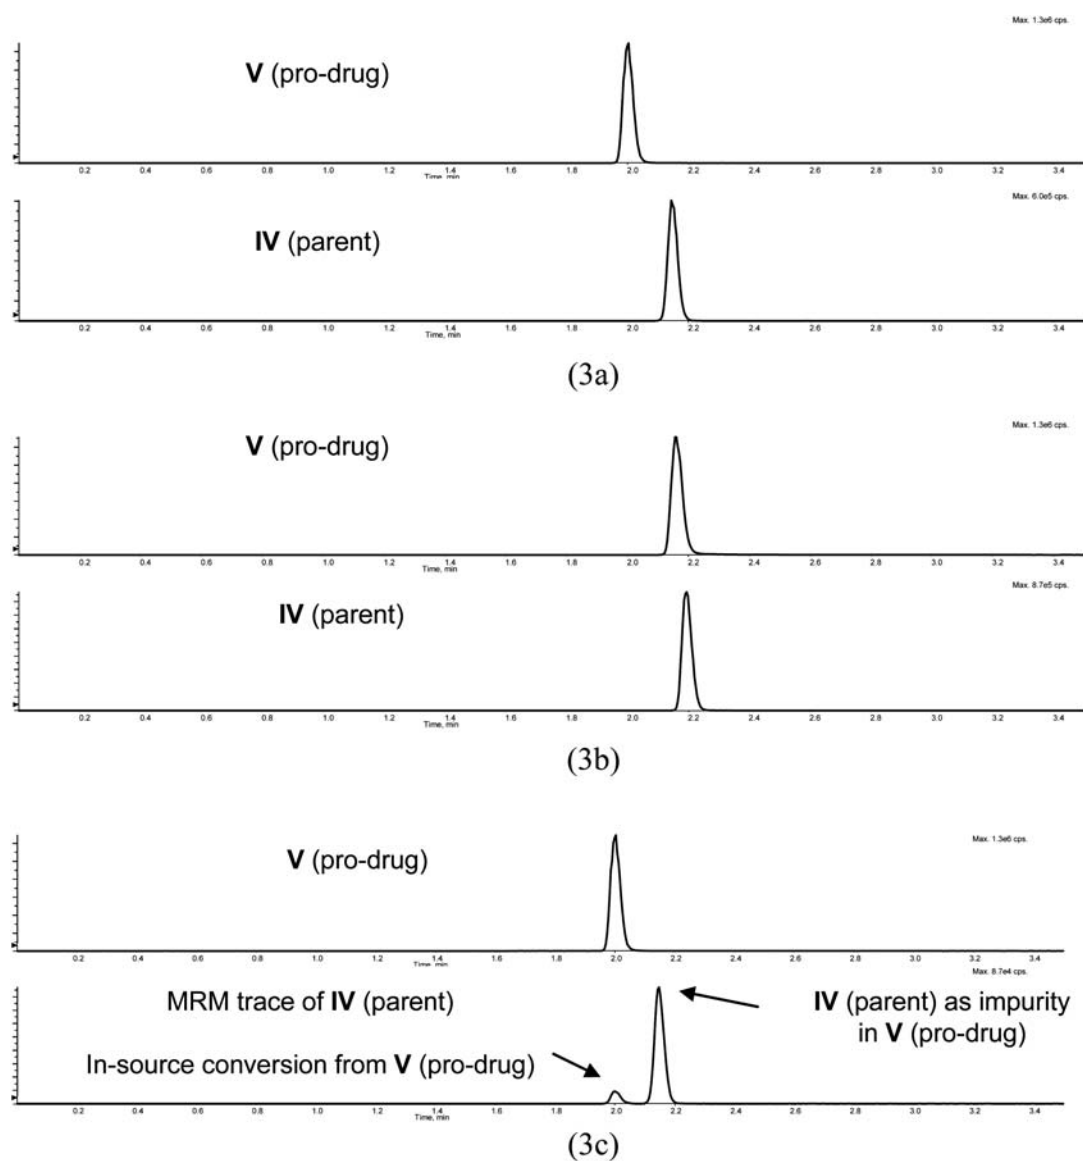 Max. 1.3e6 cps.
V (pro-drug)
0.2 0.4 0.6 0.8 1.0 1.2 1.4 1.6 1.8 2.0 2.2 2.4 2.6 2.8 3.0 3.2 3.4
Time, min
Max. 6.0e5 cps.
IV (parent)
0.2 0.4 0.6 0.8 1.0 1.2 1.4 1.6 1.8 2.0 2.2 2.4 2.6 2.8 3.0 3.2 3.4
Time, min
(3a)
Max. 1.3e6 cps.
V (pro-drug)
0.2 0.4 0.6 0.8 1.0 1.2 1.4 1.6 1.8 2.0 2.2 2.4 2.6 2.8 3.0 3.2 3.4
Time, min
Max. 8.7e5 cps.
IV (parent)
0.2 0.4 0.6 0.8 1.0 1.2 1.4 1.6 1.8 2.0 2.2 2.4 2.6 2.8 3.0 3.2 3.4
Time, min
(3b)
Max. 1.3e6 cps.
V (pro-drug)
0.2 0.4 0.6 0.8 1.0 1.2 1.4 1.6 1.8 2.0 2.2 2.4 2.6 2.8 3.0 3.2 3.4
Time, min
Max. 8.7e4 cps.
MRM trace of IV (parent)
IV (parent) as impurity
in V (pro-drug)
In-source conversion from V (pro-drug)
0.2 0.4 0.6 0.8 1.0 1.2 1.4 1.6 1.8 2.0 2.2 2.4 2.6 2.8 3.0 3.2 3.4
Time, min
(3c)